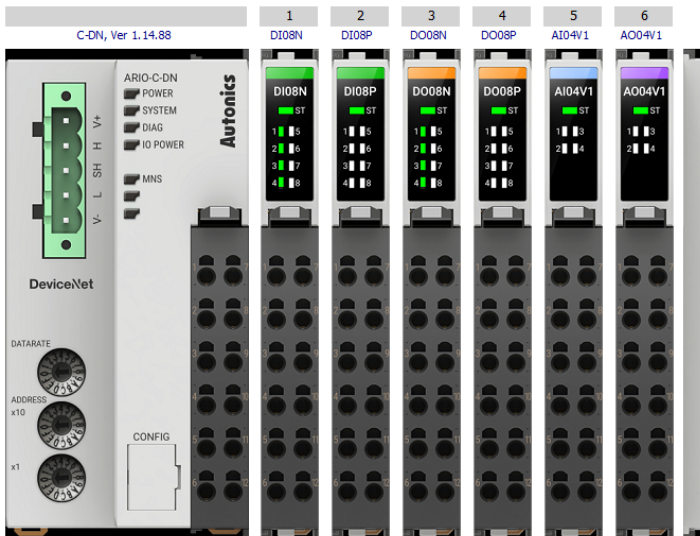 1 2 3 4 5 6
C-DN, Ver 1.14.88 DI08N DI08P DO08N DO08P AI04V1 AO04V1
ARIO-C-DN
POWER
SYSTEM
DIAG
IO POWER
MNS
Autonics
V+
H
SH
L
V-
DeviceNet
DATARATE
ADDRESS
x10
x1
CONFIG
DI08N
ST
1 5
2 6
3 7
4 8
DI08P
ST
1 5
2 6
3 7
4 8
DO08N
ST
1 5
2 6
3 7
4 8
DO08P
ST
1 5
2 6
3 7
4 8
AI04V1
ST
1 3
2 4
AO04V1
ST
1 3
2 4